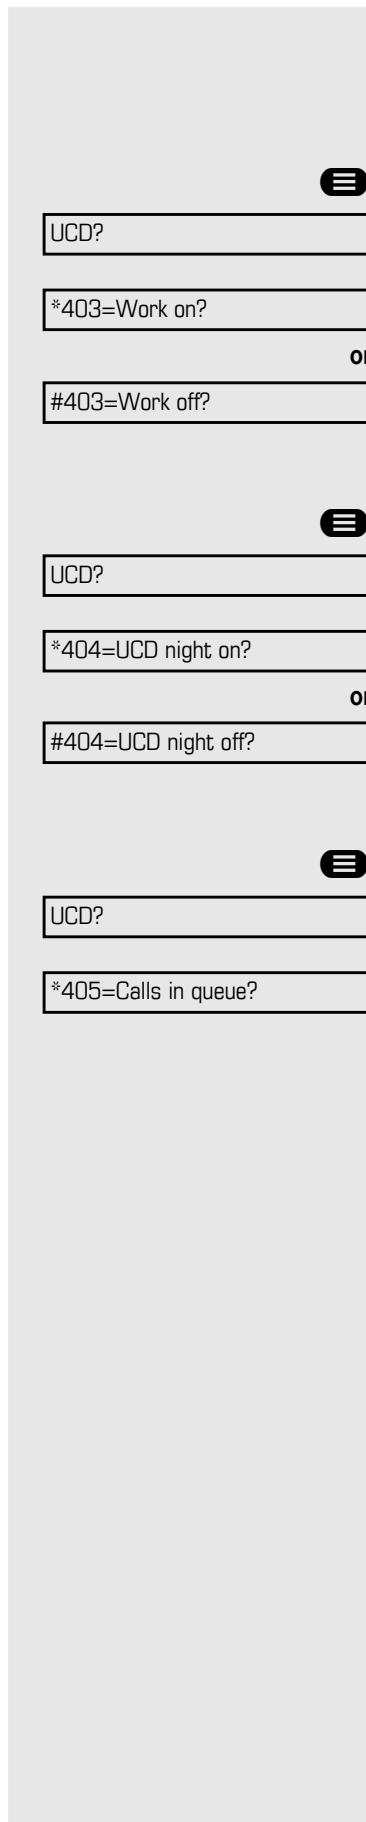 UCD?
*403=Work on?
or
#403=Work off?
UCD?
*404=UCD night on?
or
#404=UCD night off?
UCD?
*405=Calls in queue?